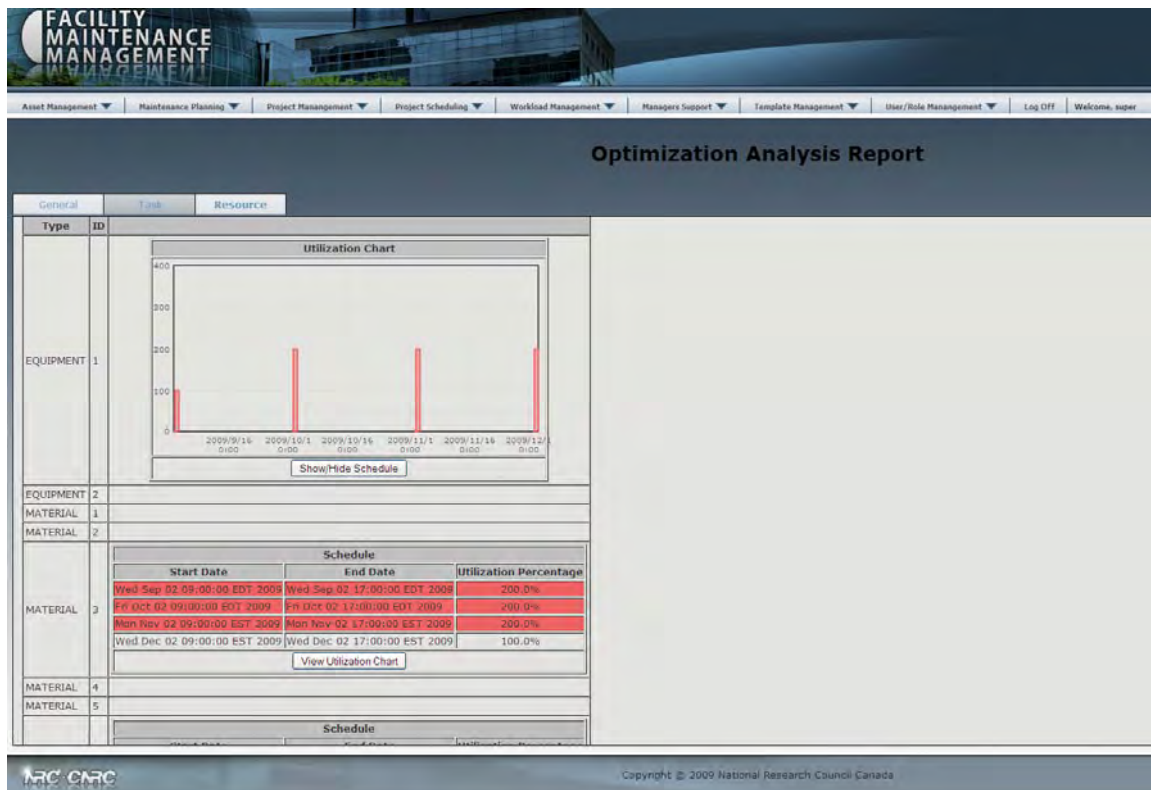 FACILITY
MAINTENANCE
MANAGEMENT
Asset Management Maintenance Planning Project Manangement Project Scheduling Workload Management Managers Support Template Management User/Role Manangement Log Off Welcome, super
Optimization Analysis Report
General Task Resource
Type ID
Utilization Chart
400
300
200
100
0
2009/9/16 2009/10/1 2009/10/16 2009/11/1 2009/11/16 2009/12/1
0:00 0:00 0:00 0:00 0:00 0:00
EQUIPMENT 1
Show/Hide Schedule
EQUIPMENT 2
MATERIAL 1
MATERIAL 2
Schedule
Start Date End Date Utilization Percentage
Wed Sep 02 09:00:00 EDT 2009 Wed Sep 02 17:00:00 EDT 2009 200.0%
Fri Oct 02 09:00:00 EDT 2009 Fri Oct 02 17:00:00 EDT 2009 200.0%
MATERIAL 3
Mon Nov 02 09:00:00 EST 2009 Mon Nov 02 17:00:00 EST 2009 200.0%
Wed Dec 02 09:00:00 EST 2009 Wed Dec 02 17:00:00 EST 2009 100.0%
View Utilization Chart
MATERIAL 4
MATERIAL 5
Schedule
Start Date End Date Utilization Percentage
NRC CNRC
Copyright © 2009 National Research Council Canada